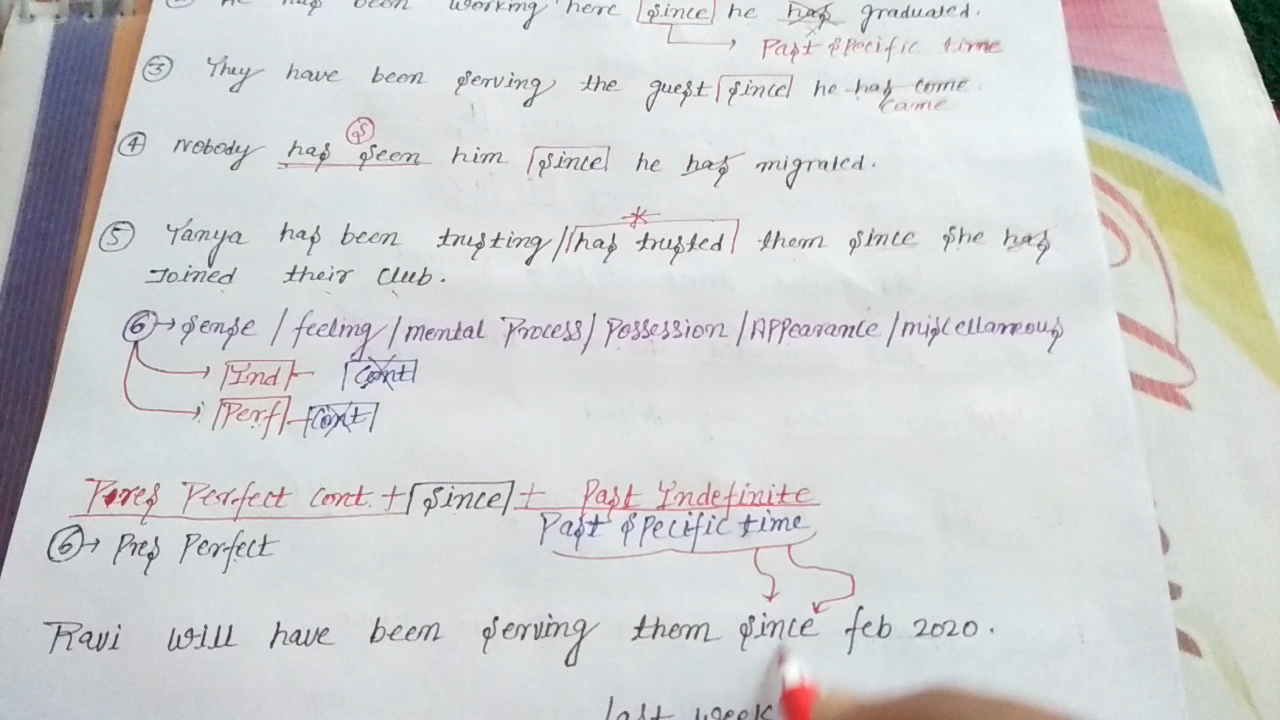 ② He has been working here since he has graduated.
Past specific time
③ They have been serving the guest since he has come.
came
④ Nobody has seen him since he has migrated.
S
⑤ Tanya has been trusting / has trusted them since she has
Joined their club.
⑥ → sense / feeling / mental Process / Possession / Appearance / miscellaneous
Ind - Cont
Perf - Cont
Pres Perfect Cont + since + Past Indefinite
⑥ → Pres Perfect Past specific time
Ravi will have been serving them since feb 2020.
last week